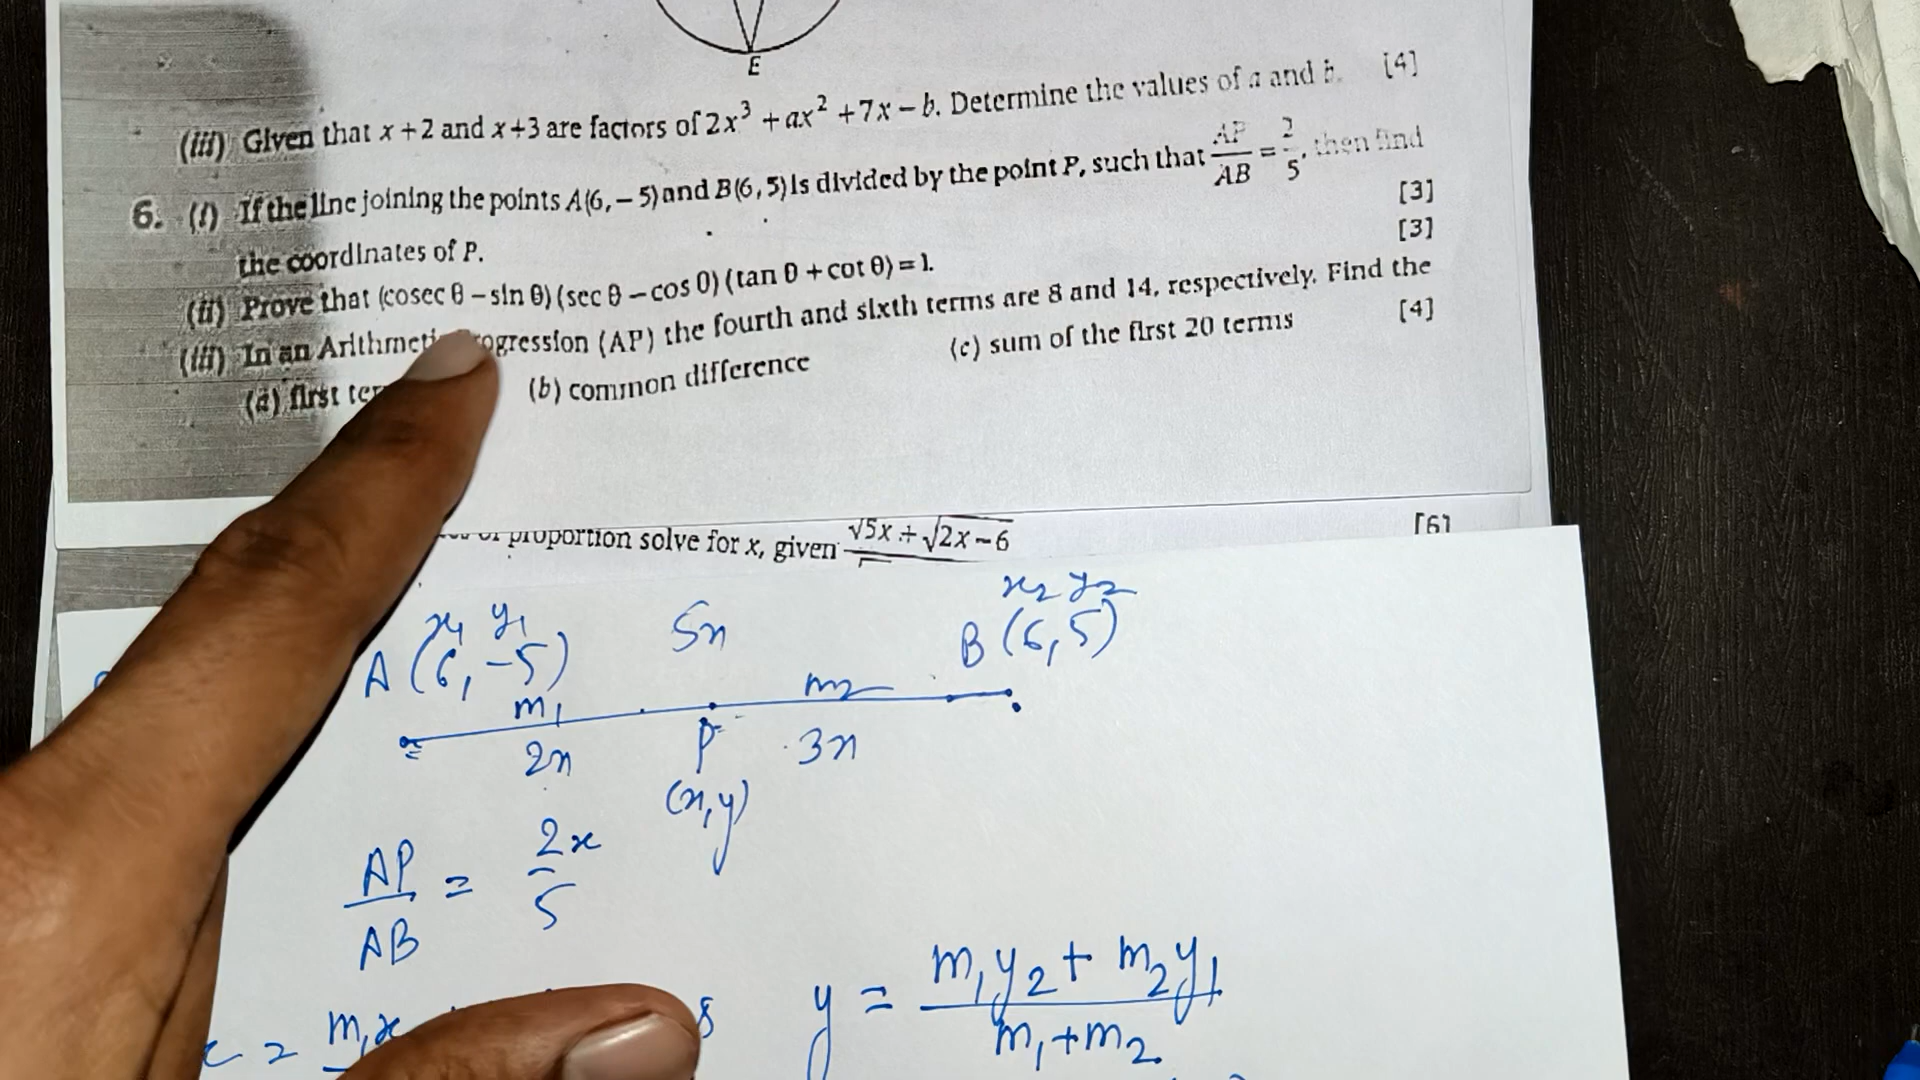 E
(iii) Given that x + 2 and x + 3 are factors of 2x³ + ax² + 7x − b. Determine the values of a and b. [4]
6. (i) If the line joining the points A(6, − 5) and B(6, 5) is divided by the point P, such that AP/AB = 2/5, then find
the coordinates of P. [3]
(ii) Prove that (cosec θ − sin θ) (sec θ − cos θ) (tan θ + cot θ) = 1. [3]
(iii) In an Arithmeti ogression (AP) the fourth and sixth terms are 8 and 14, respectively. Find the
(a) first ter (b) common difference (c) sum of the first 20 terms [4]
of proportion solve for x, given √5x + √2x − 6 [6]
x₁ y₁ 5x x₂ y₂
A (6, −5) B (6, 5)
m₁ m₂
2x P 3x
(x, y)
AP/AB = 2x/5
m₁x y = m₁y₂ + m₂y₁ / m₁ + m₂